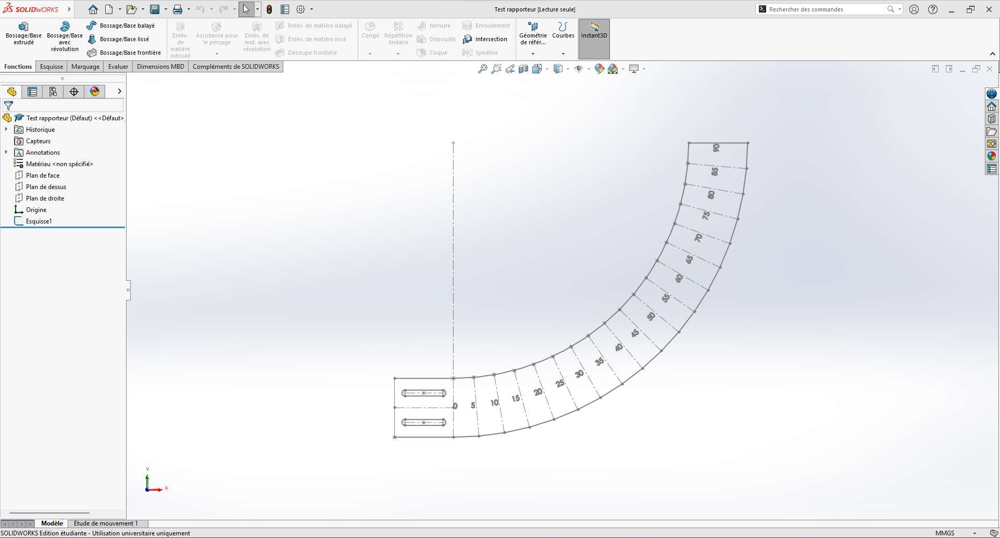 SOLIDWORKS
Test rapporteur [Lecture seule]
Rechercher des commandes
Bossage/Base
extrudé
Bossage/Base
avec
révolution
Bossage/Base balayé
Bossage/Base lissé
Bossage/Base frontière
Enlèv.
de
matière
extrudé
Assistance pour
le perçage
Enlèv. de
mat. avec
révolution
Enlèv. de matière balayé
Enlèv. de matière lissé
Découpe frontière
Congé
Répétition
linéaire
Nervure
Dépouille
Coque
Enroulement
Intersection
Symétrie
Géométrie
de référ...
Courbes
Instant3D
Fonctions
Esquisse
Marquage
Evaluer
Dimensions MBD
Compléments de SOLIDWORKS
Test rapporteur (Défaut) <<Défaut>
Historique
Capteurs
Annotations
Matériau <non spécifié>
Plan de face
Plan de dessus
Plan de droite
Origine
Esquisse1
90
85
80
75
70
65
60
55
50
45
40
35
30
25
20
15
10
5
0
Y
X
Modèle
Etude de mouvement 1
SOLIDWORKS Edition étudiante - Utilisation universitaire uniquement
MMGS